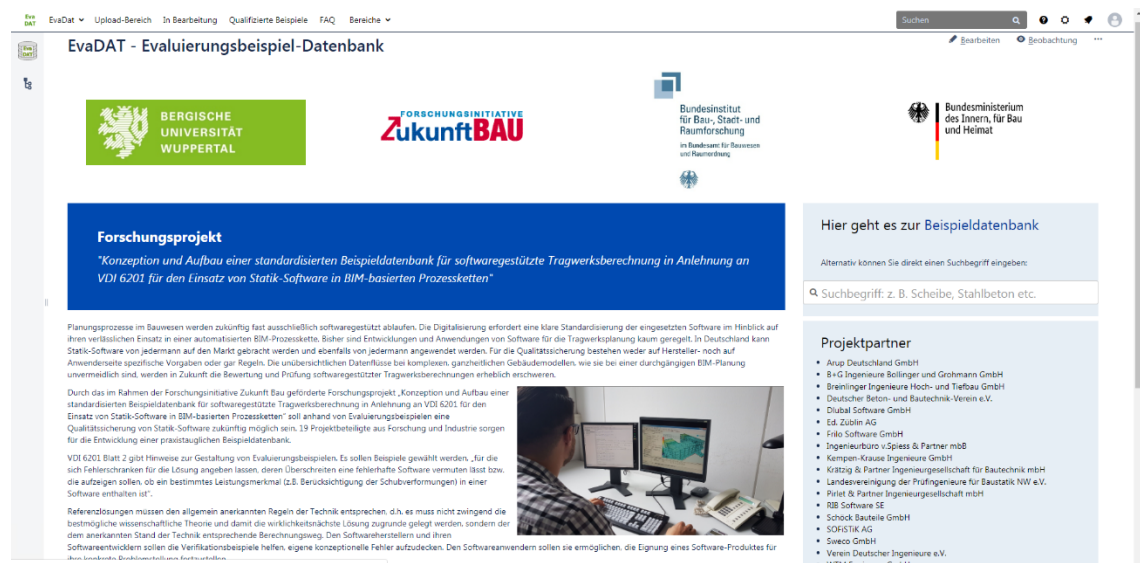 Eva
DAT
EvaDat Upload-Bereich In Bearbeitung Qualifizierte Beispiele FAQ Bereiche
Suchen
Eva
DAT
EvaDAT - Evaluierungsbeispiel-Datenbank
Bearbeiten Beobachtung ...
BERGISCHE
UNIVERSITÄT
WUPPERTAL
FORSCHUNGSINITIATIVE
ZukunftBAU
Bundesinstitut
für Bau-, Stadt- und
Raumforschung
im Bundesamt für Bauwesen
und Raumordnung
Bundesministerium
des Innern, für Bau
und Heimat
Forschungsprojekt
"Konzeption und Aufbau einer standardisierten Beispieldatenbank für softwaregestützte Tragwerksberechnung in Anlehnung an
VDI 6201 für den Einsatz von Statik-Software in BIM-basierten Prozessketten"
Planungsprozesse im Bauwesen werden zukünftig fast ausschließlich softwaregestützt ablaufen. Die Digitalisierung erfordert eine klare Standardisierung der eingesetzten Software im Hinblick auf
ihren verlässlichen Einsatz in einer automatisierten BIM-Prozesskette. Bisher sind Entwicklungen und Anwendungen von Software für die Tragwerksplanung kaum geregelt. In Deutschland kann
Statik-Software von jedermann auf den Markt gebracht werden und ebenfalls von jedermann angewendet werden. Für die Qualitätssicherung bestehen weder auf Hersteller- noch auf
Anwenderseite spezifische Vorgaben oder gar Regeln. Die unübersichtlichen Datenflüsse bei komplexen, ganzheitlichen Gebäudemodellen, wie sie bei einer durchgängigen BIM-Planung
unvermeidlich sind, werden in Zukunft die Bewertung und Prüfung softwaregestützter Tragwerksberechnungen erheblich erschweren.
Durch das im Rahmen der Forschungsinitiative Zukunft Bau geförderte Forschungsprojekt „Konzeption und Aufbau einer
standardisierten Beispieldatenbank für softwaregestützte Tragwerksberechnung in Anlehnung an VDI 6201 für den
Einsatz von Statik-Software in BIM-basierten Prozessketten" soll anhand von Evaluierungsbeispielen eine
Qualitätssicherung von Statik-Software zukünftig möglich sein. 19 Projektbeteiligte aus Forschung und Industrie sorgen
für die Entwicklung einer praxistauglichen Beispieldatenbank.
VDI 6201 Blatt 2 gibt Hinweise zur Gestaltung von Evaluierungsbeispielen. Es sollen Beispiele gewählt werden, „für die
sich Fehlerschranken für die Lösung angeben lassen, deren Überschreiten eine fehlerhafte Software vermuten lässt bzw.
die aufzeigen sollen, ob ein bestimmtes Leistungsmerkmal (z.B. Berücksichtigung der Schubverformungen) in einer
Software enthalten ist".
Referenzlösungen müssen den allgemein anerkannten Regeln der Technik entsprechen, d.h. es muss nicht zwingend die
bestmögliche wissenschaftliche Theorie und damit die wirklichkeitsnächste Lösung zugrunde gelegt werden, sondern der
dem anerkannten Stand der Technik entsprechende Berechnungsweg. Den Softwareherstellern und ihren
Softwareentwicklern sollen die Verifikationsbeispiele helfen, eigene konzeptionelle Fehler aufzudecken. Den Softwareanwendern sollen sie ermöglichen, die Eignung eines Software-Produktes für
ihre konkrete Problemstellung festzustellen.
Hier geht es zur Beispieldatenbank
Alternativ können Sie direkt einen Suchbegriff eingeben:
Suchbegriff: z. B. Scheibe, Stahlbeton etc.
Projektpartner
• Arup Deutschland GmbH
• B+G Ingenieure Bollinger und Grohmann GmbH
• Breinlinger Ingenieure Hoch- und Tiefbau GmbH
• Deutscher Beton- und Bautechnik-Verein e.V.
• Dlubal Software GmbH
• Ed. Züblin AG
• Frilo Software GmbH
• Ingenieurbüro v.Spiess & Partner mbB
• Kempen-Krause Ingenieure GmbH
• Krätzig & Partner Ingenieurgesellschaft für Bautechnik mbH
• Landesvereinigung der Prüfingenieure für Baustatik NW e.V.
• Pirlet & Partner Ingenieurgesellschaft mbH
• RIB Software SE
• Schöck Bauteile GmbH
• SOFiSTiK AG
• Sweco GmbH
• Verein Deutscher Ingenieure e.V.